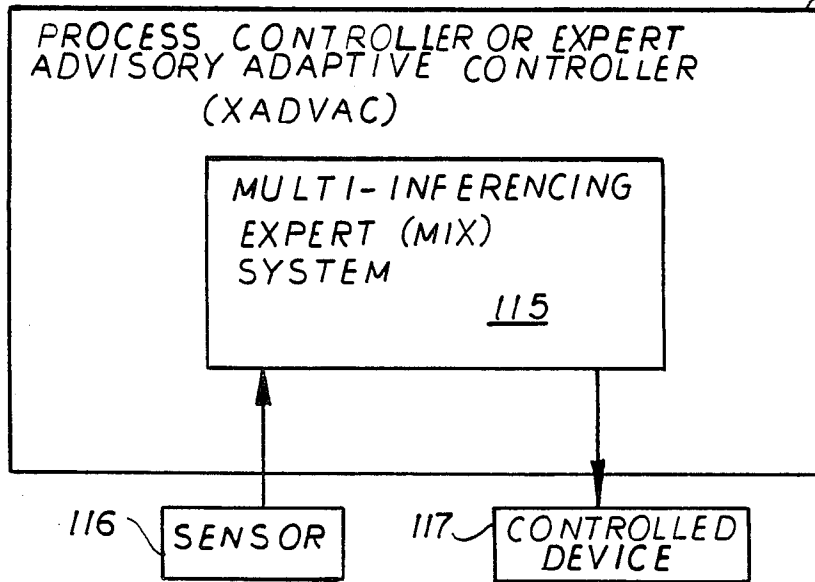 PROCESS CONTROLLER OR EXPERT
ADVISORY ADAPTIVE CONTROLLER
(XADVAC)
MULTI-INFERENCING
EXPERT (MIX)
SYSTEM
115
116
SENSOR
117
CONTROLLED
DEVICE